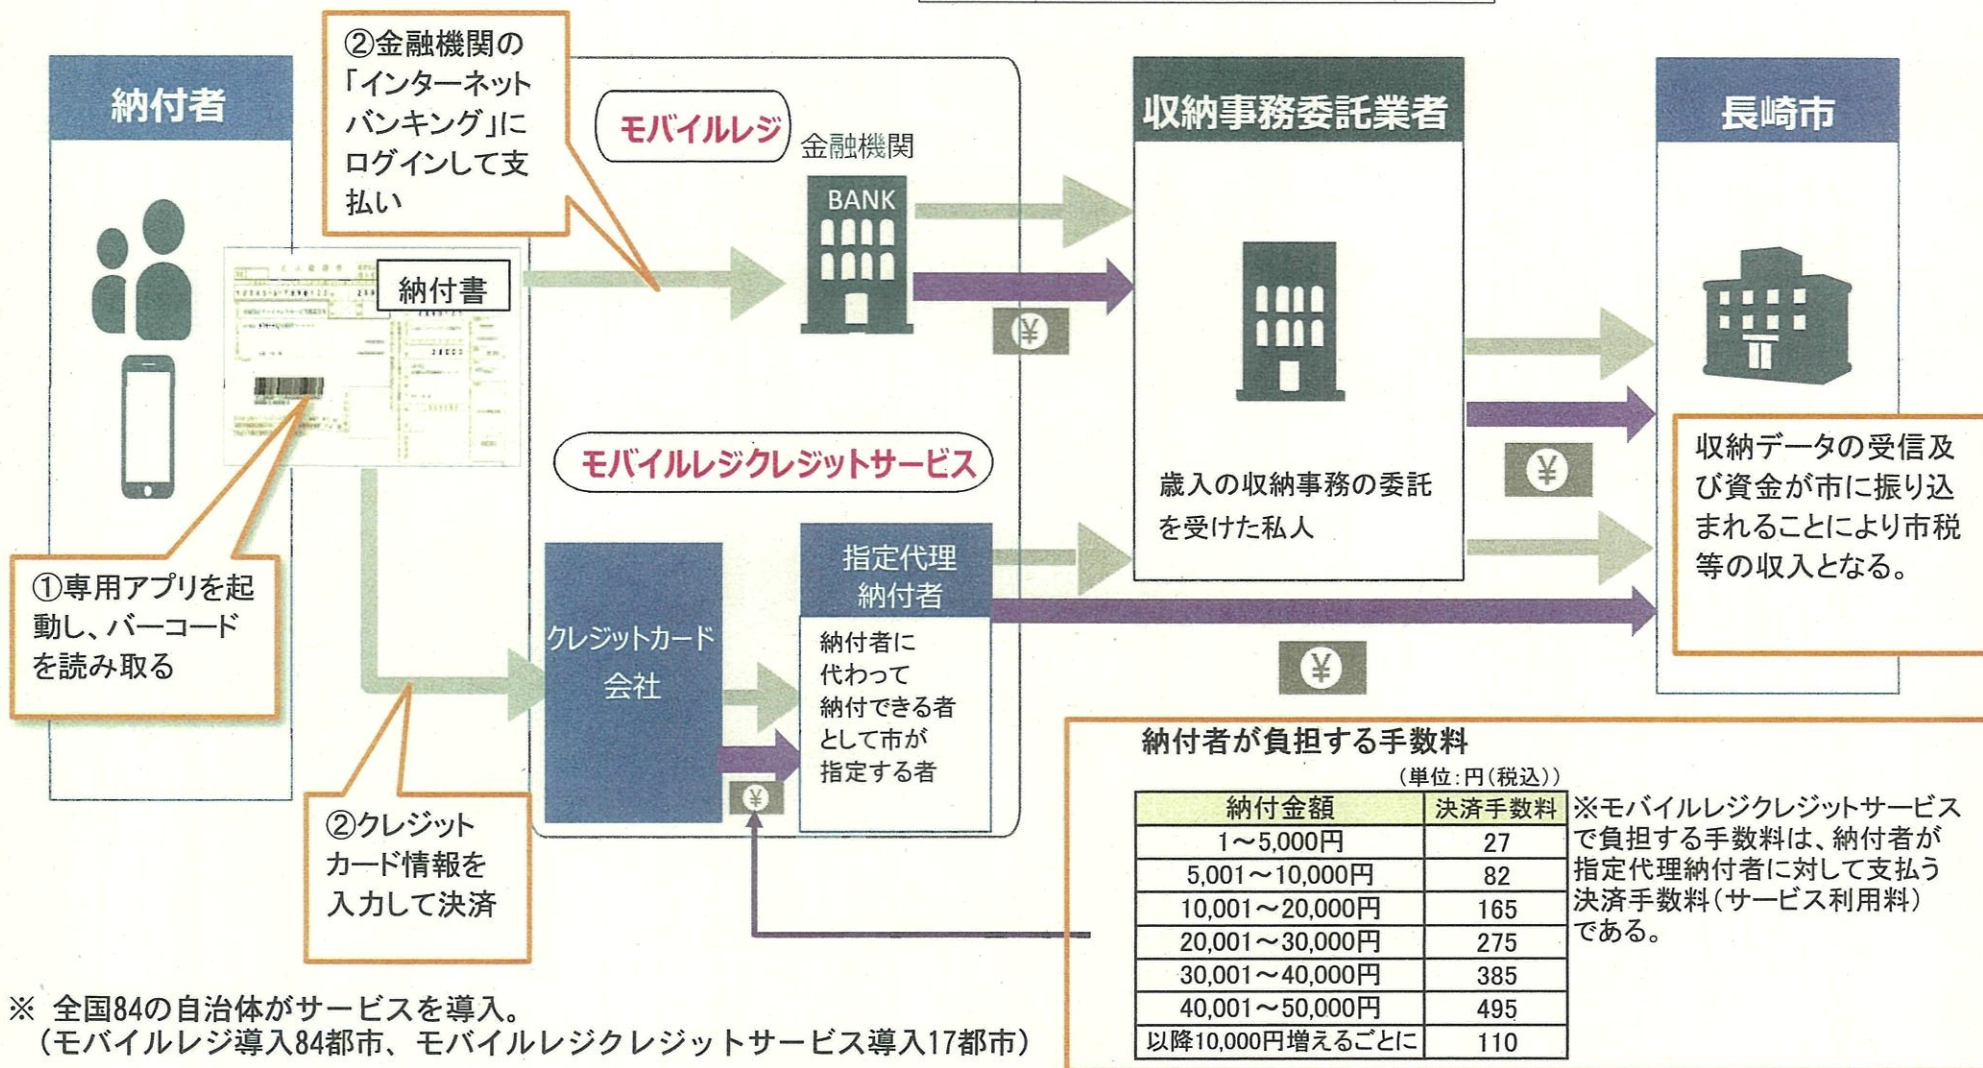 納付者
②金融機関の
「インターネット
バンキング」に
ログインして支
払い
モバイルレジ
金融機関
BANK
収納事務委託業者
長崎市
納付書
¥
歳入の収納事務の委託
を受けた私人
¥
収納データの受信及
び資金が市に振り込
まれることにより市税
等の収入となる。
①専用アプリを起
動し、バーコード
を読み取る
モバイルレジクレジットサービス
クレジットカード
会社
指定代理
納付者
納付者に
代わって
納付できる者
として市が
指定する者
¥
¥
②クレジット
カード情報を
入力して決済
納付者が負担する手数料
(単位:円(税込))
納付金額 決済手数料
1～5,000円 27
5,001～10,000円 82
10,001～20,000円 165
20,001～30,000円 275
30,001～40,000円 385
40,001～50,000円 495
以降10,000円増えるごとに 110
※モバイルレジクレジットサービス
で負担する手数料は、納付者が
指定代理納付者に対して支払う
決済手数料(サービス利用料)
である。
※ 全国84の自治体がサービスを導入。
(モバイルレジ導入84都市、モバイルレジクレジットサービス導入17都市)